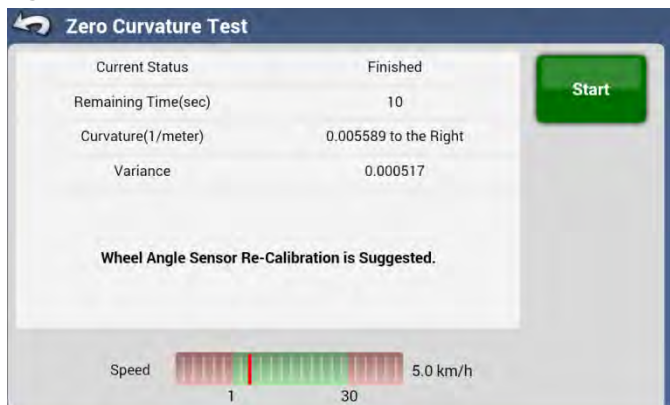 Zero Curvature Test
Current Status Finished
Start
Remaining Time(sec) 10
Curvature(1/meter) 0.005589 to the Right
Variance 0.000517
Wheel Angle Sensor Re-Calibration is Suggested.
Speed 5.0 km/h
1 30